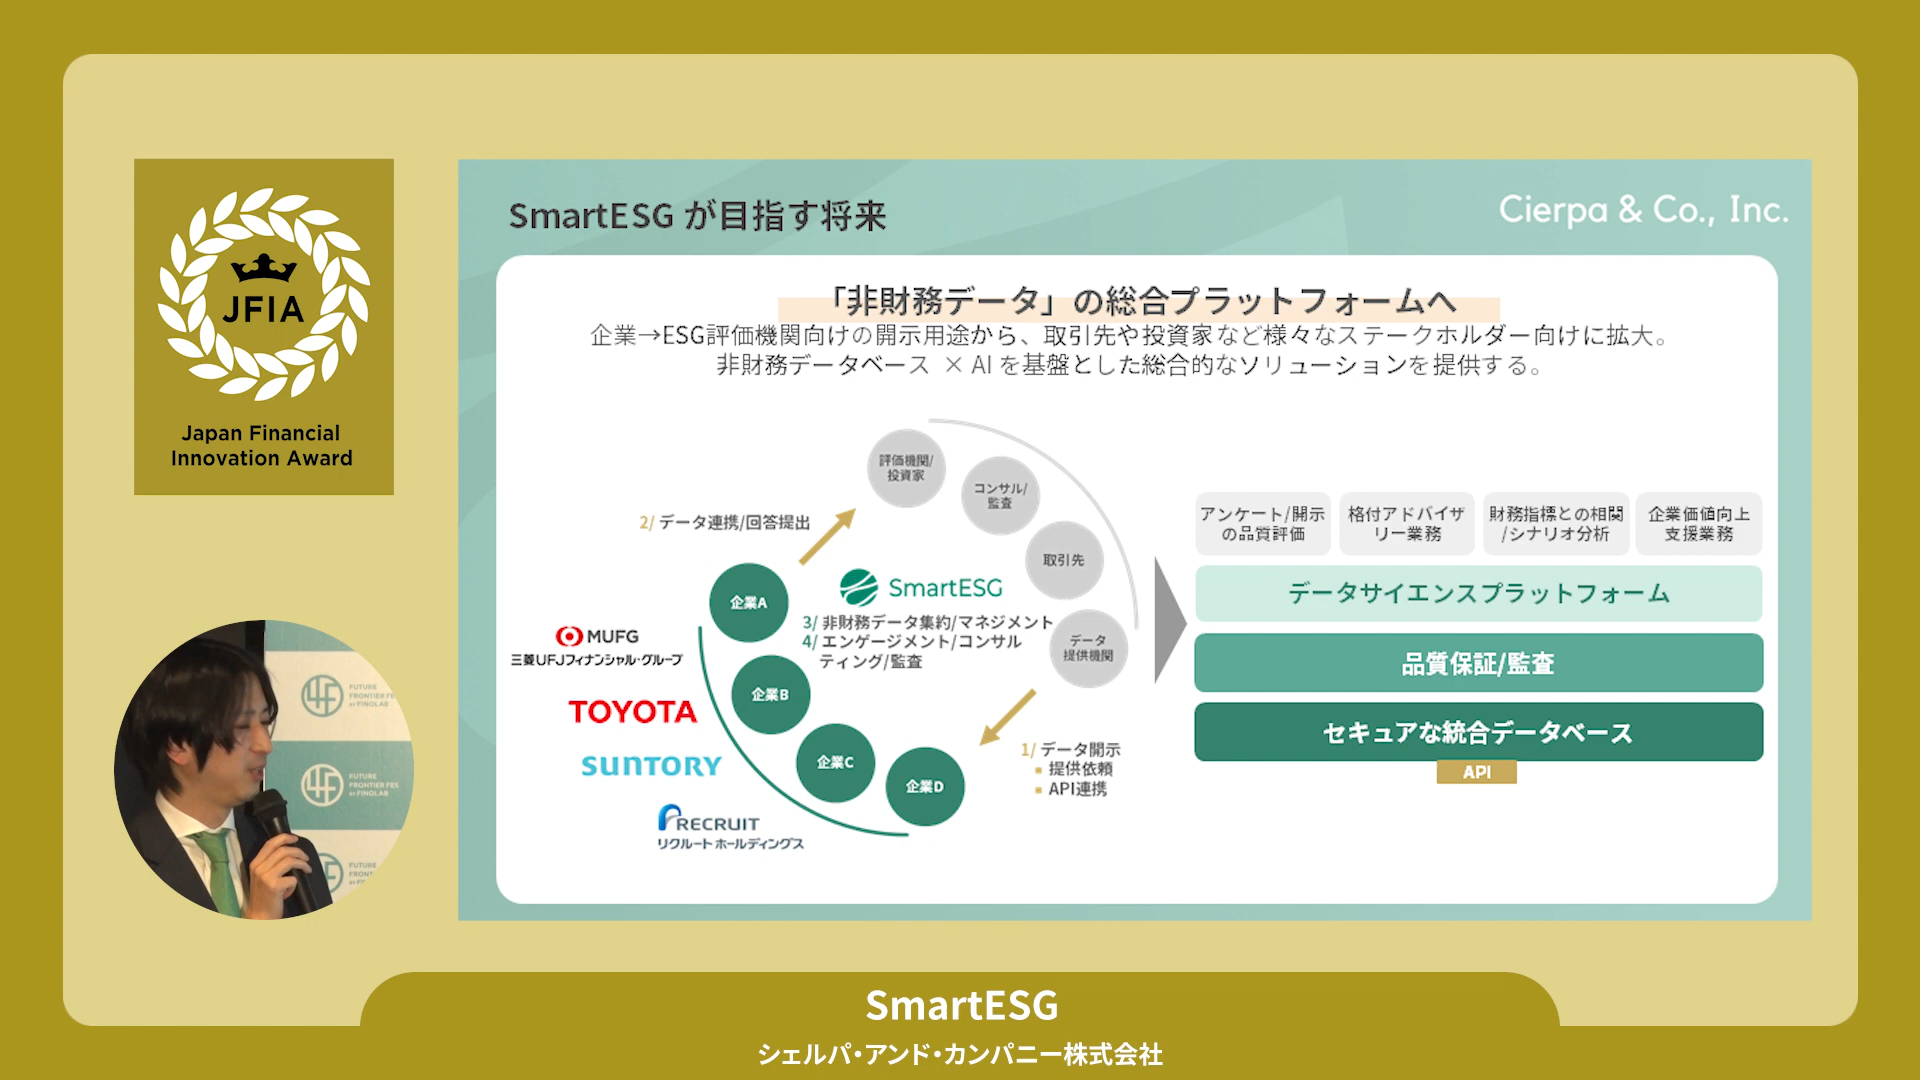 JFIA
Japan Financial
Innovation Award
SmartESG が目指す将来
Cierpa & Co., Inc.
「非財務データ」の総合プラットフォームへ
企業→ESG評価機関向けの開示用途から、取引先や投資家など様々なステークホルダー向けに拡大。
非財務データベース × AI を基盤とした総合的なソリューションを提供する。
評価機関/
投資家
コンサル/
監査
取引先
データ
提供機関
2/ データ連携/回答提出
SmartESG
3/ 非財務データ集約/マネジメント
4/ エンゲージメント/コンサル
ティング/監査
企業A
企業B
企業C
企業D
MUFG
三菱UFJフィナンシャル・グループ
TOYOTA
SUNTORY
RECRUIT
リクルート ホールディングス
1/ データ開示
提供依頼
API連携
アンケート/開示
の品質評価
格付アドバイザ
リー業務
財務指標との相関
/シナリオ分析
企業価値向上
支援業務
データサイエンスプラットフォーム
品質保証/監査
セキュアな統合データベース
API
FUTURE
FRONTIER FE
BY FINOLAB
FUTURE
FRONTIER FES
BY FINOLAB
FUTURE
SmartESG
シェルパ・アンド・カンパニー株式会社